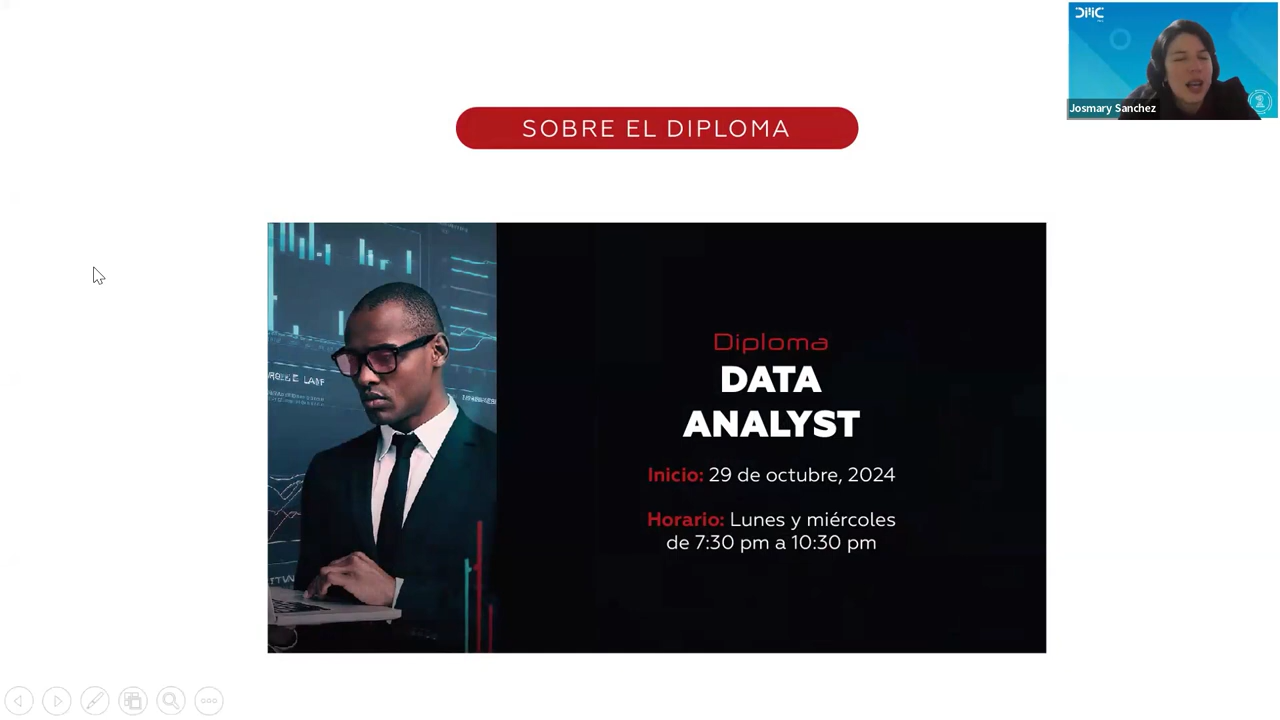 DMC
Josmary Sanchez
SOBRE EL DIPLOMA
Diploma
DATA
ANALYST
Inicio: 29 de octubre, 2024
Horario: Lunes y miércoles
de 7:30 pm a 10:30 pm